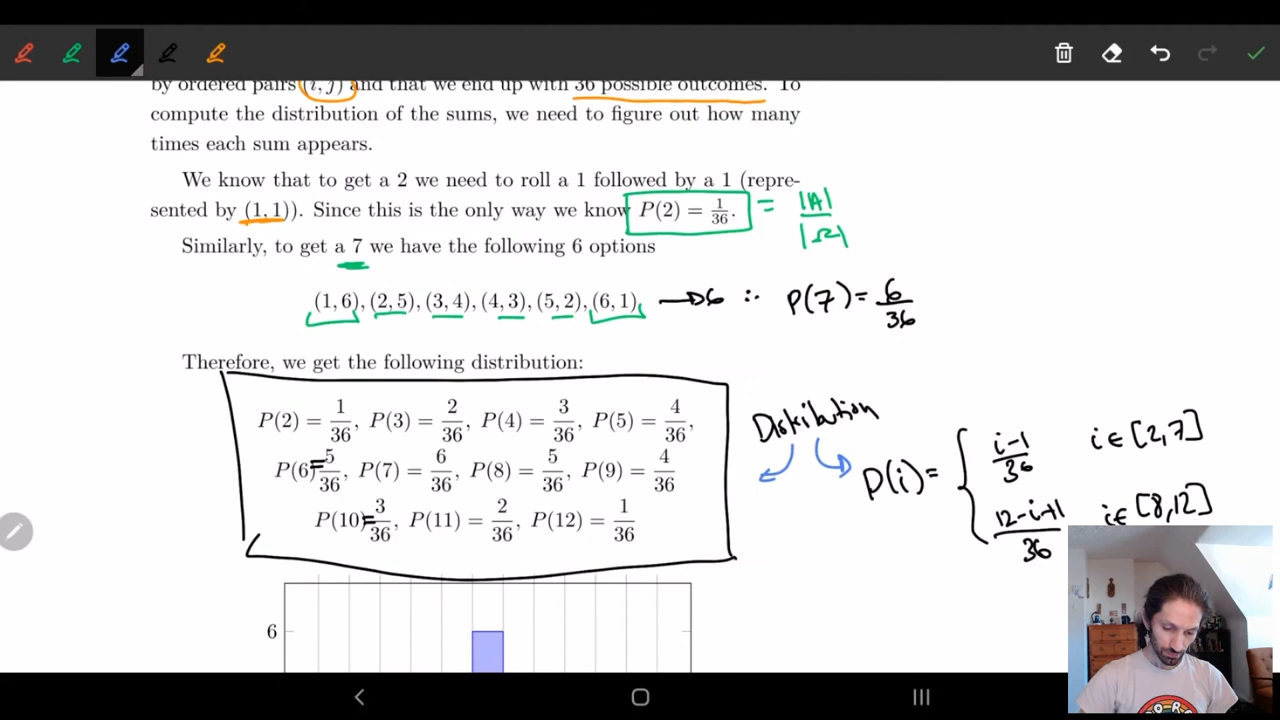 by ordered pairs (i, j) and that we end up with 36 possible outcomes. To
compute the distribution of the sums, we need to figure out how many
times each sum appears.
We know that to get a 2 we need to roll a 1 followed by a 1 (repre-
sented by (1, 1)). Since this is the only way we know P(2) = 1/36. = |A|/|Ω|
Similarly, to get a 7 we have the following 6 options
(1, 6), (2, 5), (3, 4), (4, 3), (5, 2), (6, 1) → 6 ∴ P(7) = 6/36
Therefore, we get the following distribution:
P(2) = 1/36, P(3) = 2/36, P(4) = 3/36, P(5) = 4/36,
P(6) = 5/36, P(7) = 6/36, P(8) = 5/36, P(9) = 4/36
P(10) = 3/36, P(11) = 2/36, P(12) = 1/36
Distribution
P(i) = { i-1/36 i ∈ [2,7]
12-i+1/36 i ∈ [8,12]
6